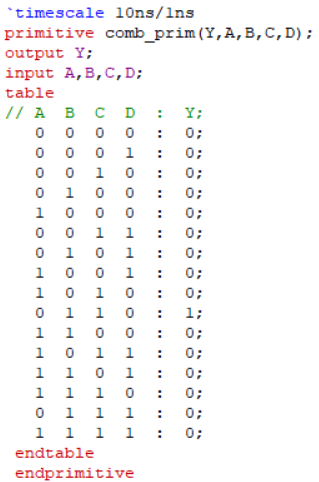 `timescale 10ns/1ns
primitive comb_prim(Y,A,B,C,D);
output Y;
input A,B,C,D;
table
// A B C D : Y;
0 0 0 0 : 0;
0 0 0 1 : 0;
0 0 1 0 : 0;
0 1 0 0 : 0;
1 0 0 0 : 0;
0 0 1 1 : 0;
0 1 0 1 : 0;
1 0 0 1 : 0;
1 0 1 0 : 0;
0 1 1 0 : 1;
1 1 0 0 : 0;
1 0 1 1 : 0;
1 1 0 1 : 0;
1 1 1 0 : 0;
0 1 1 1 : 0;
1 1 1 1 : 0;
endtable
endprimitive